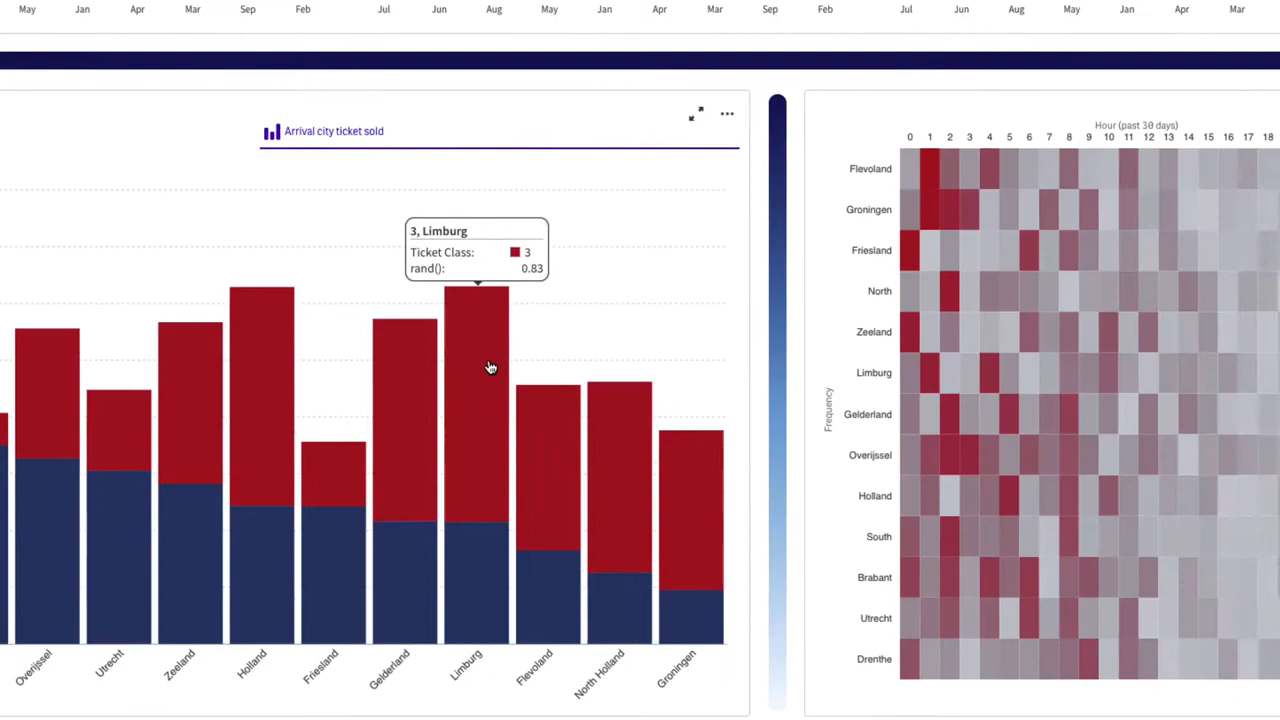 May Jan Apr Mar Sep Feb Jul Jun Aug May Jan Apr Mar Sep Feb Jul Jun Aug May Jan Apr Mar
Arrival city ticket sold
3, Limburg
Ticket Class: 3
rand(): 0.83
Overijssel
Utrecht
Zeeland
Holland
Friesland
Gelderland
Limburg
Flevoland
North Holland
Groningen
Hour (past 30 days)
0 1 2 3 4 5 6 7 8 9 10 11 12 13 14 15 16 17 18
Frequency
Flevoland
Groningen
Friesland
North
Zeeland
Limburg
Gelderland
Overijssel
Holland
South
Brabant
Utrecht
Drenthe